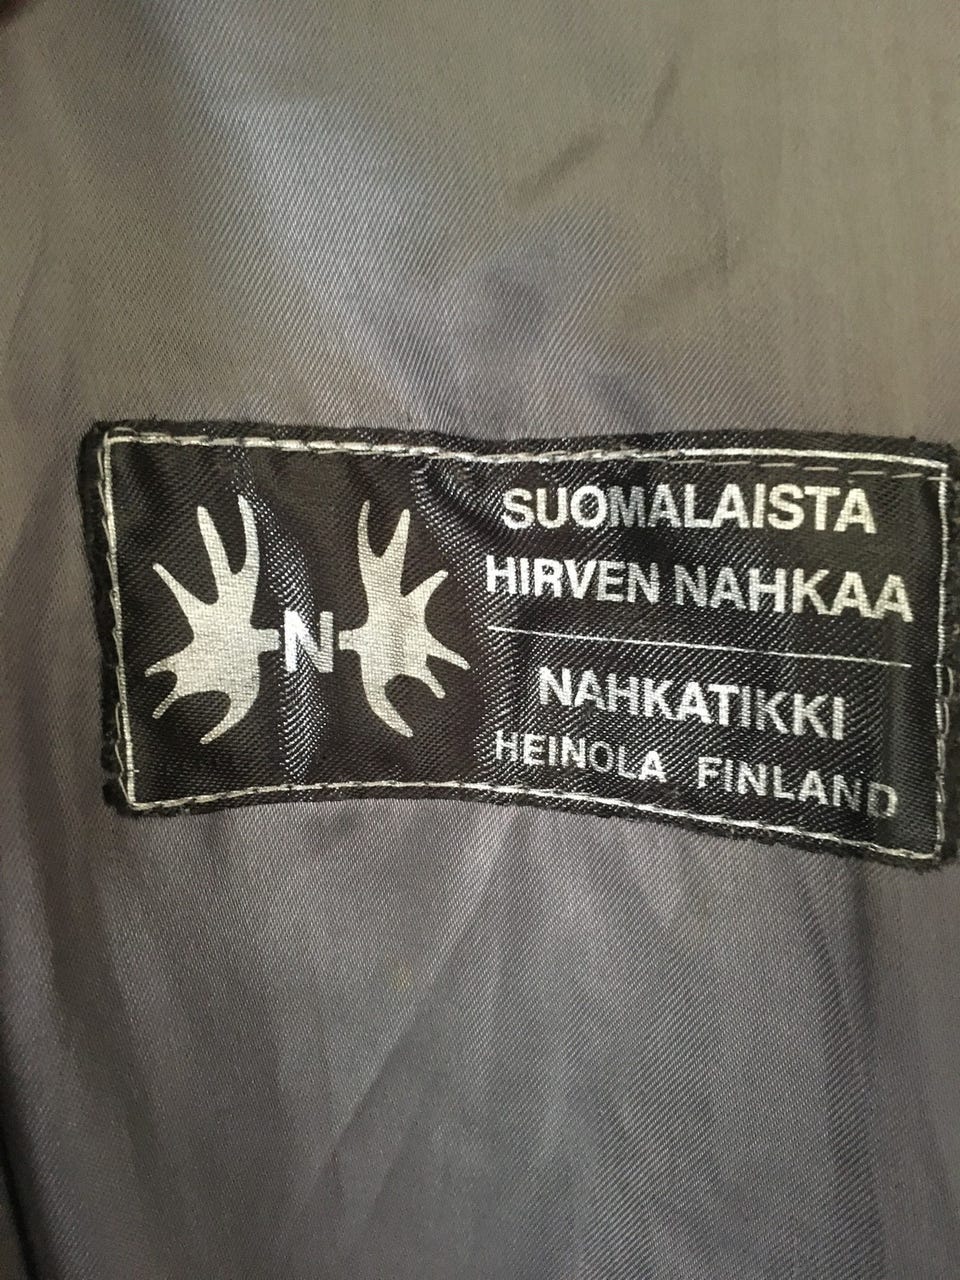 N
SUOMALAISTA
HIRVEN NAHKAA
NAHKATIKKI
HEINOLA FINLAND